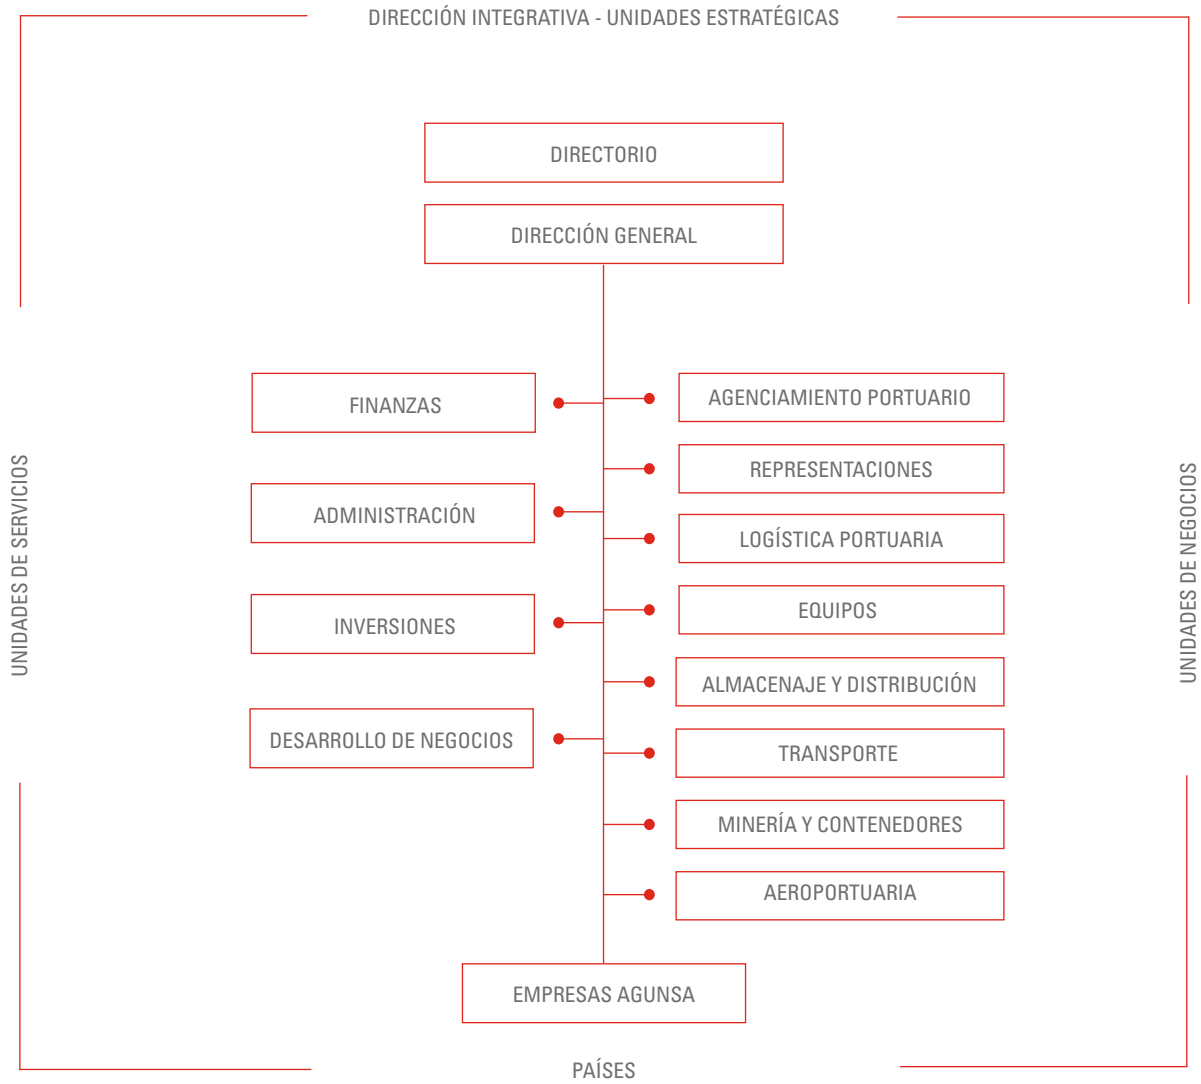 DIRECCIÓN INTEGRATIVA - UNIDADES ESTRATÉGICAS
DIRECTORIO
DIRECCIÓN GENERAL
UNIDADES DE SERVICIOS
FINANZAS
ADMINISTRACIÓN
INVERSIONES
DESARROLLO DE NEGOCIOS
AGENCIAMIENTO PORTUARIO
REPRESENTACIONES
LOGÍSTICA PORTUARIA
EQUIPOS
ALMACENAJE Y DISTRIBUCIÓN
TRANSPORTE
MINERÍA Y CONTENEDORES
AEROPORTUARIA
UNIDADES DE NEGOCIOS
EMPRESAS AGUNSA
PAÍSES